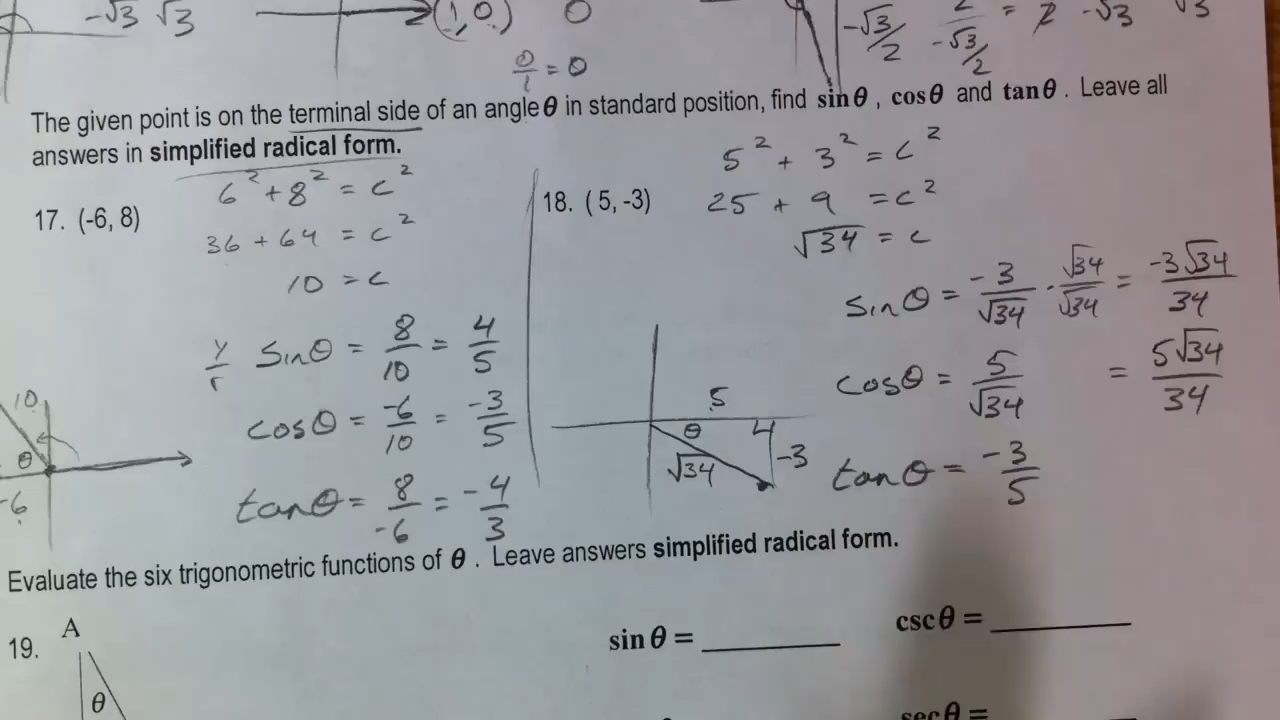 -√3 √3
(1, 0) 0
0/1 = 0
-√3/2
-√3/2 = -√3 √3
The given point is on the terminal side of an angle θ in standard position, find sin θ , cos θ and tan θ . Leave all
answers in simplified radical form.
17. (-6, 8)
6² + 8² = c²
36 + 64 = c²
10 = c
y/r sin θ = 8/10 = 4/5
cos θ = -6/10 = -3/5
tan θ = 8/-6 = -4/3
10
θ
-6
18. ( 5, -3)
5² + 3² = c²
25 + 9 = c²
√34 = c
sin θ = -3/√34 · √34/√34 = -3√34/34
cos θ = 5/√34 = 5√34/34
tan θ = -3/5
5
θ
-3
√34
Evaluate the six trigonometric functions of θ . Leave answers simplified radical form.
19.
A
θ
sin θ =
csc θ =
sec θ =